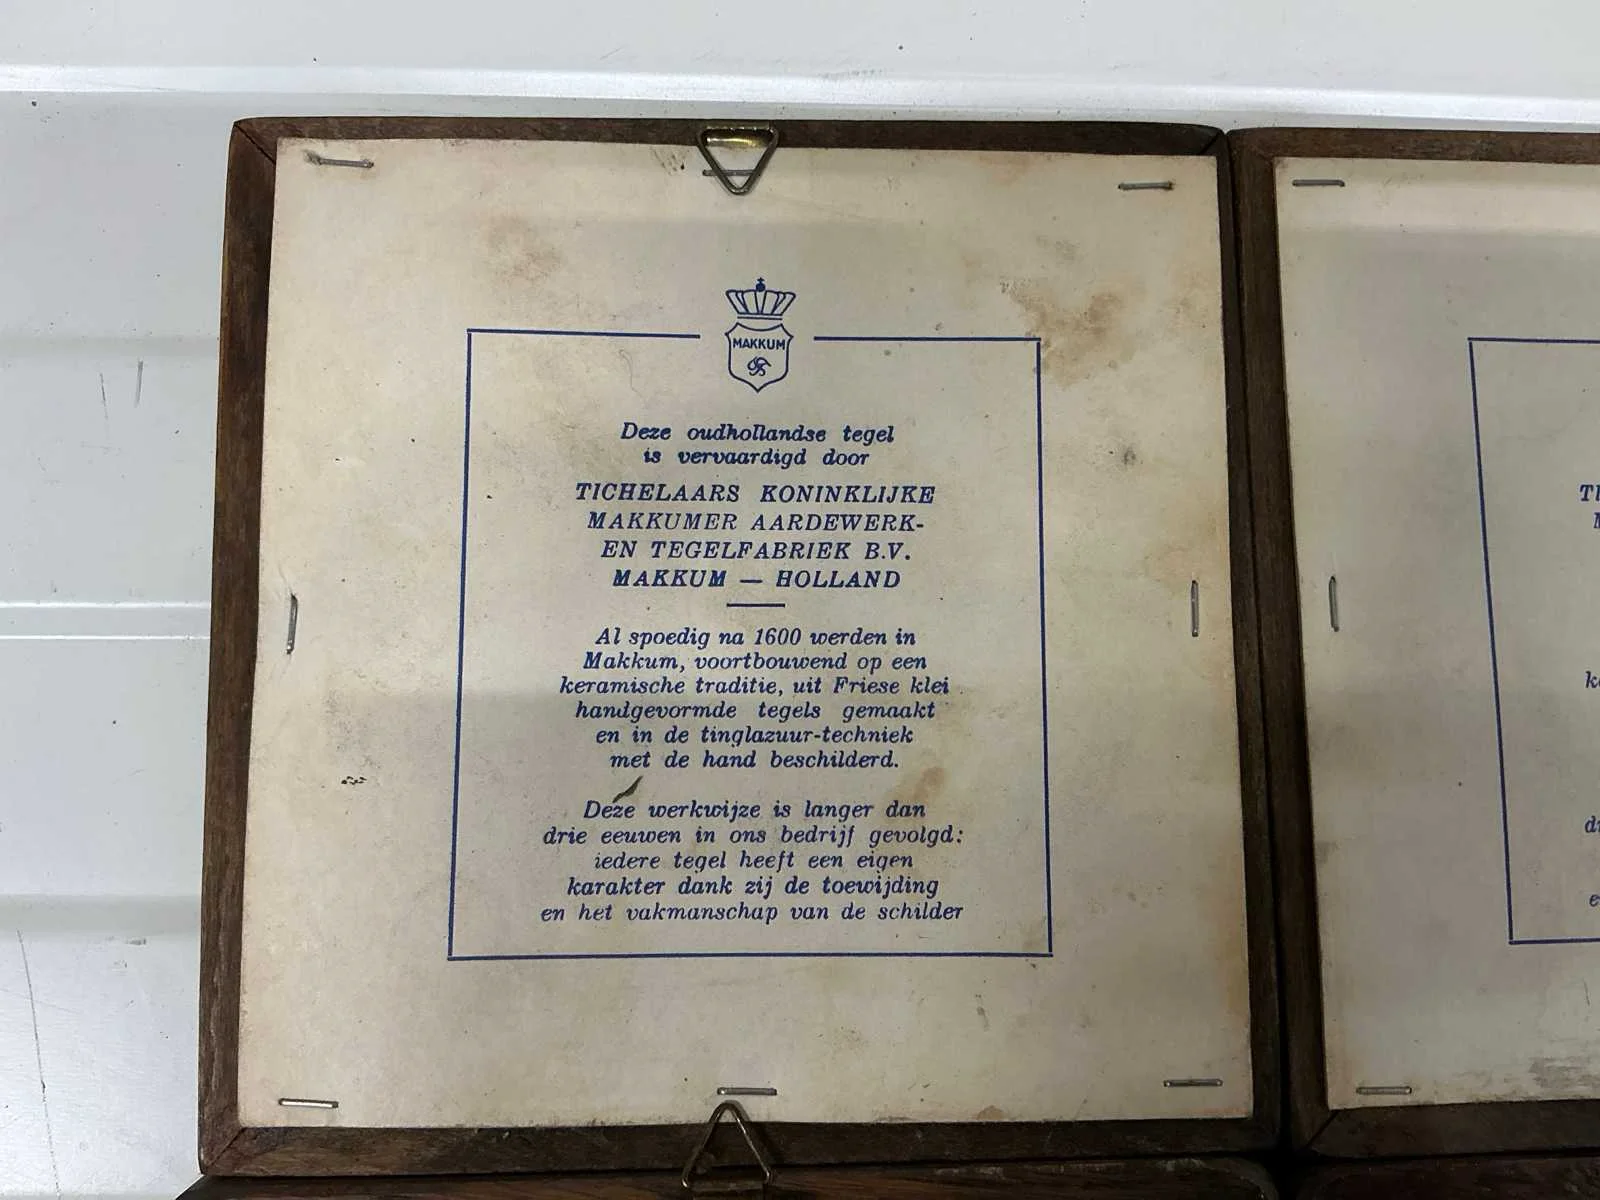 MAKKUM
Deze oudhollandse tegel
is vervaardigd door
TICHELAARS KONINKLIJKE
MAKKUMER AARDEWERK-
EN TEGELFABRIEK B.V.
MAKKUM — HOLLAND
Al spoedig na 1600 werden in
Makkum, voortbouwend op een
keramische traditie, uit Friese klei
handgevormde tegels gemaakt
en in de tinglazuur-techniek
met de hand beschilderd.
Deze werkwijze is langer dan
drie eeuwen in ons bedrijf gevolgd:
iedere tegel heeft een eigen
karakter dank zij de toewijding
en het vakmanschap van de schilder